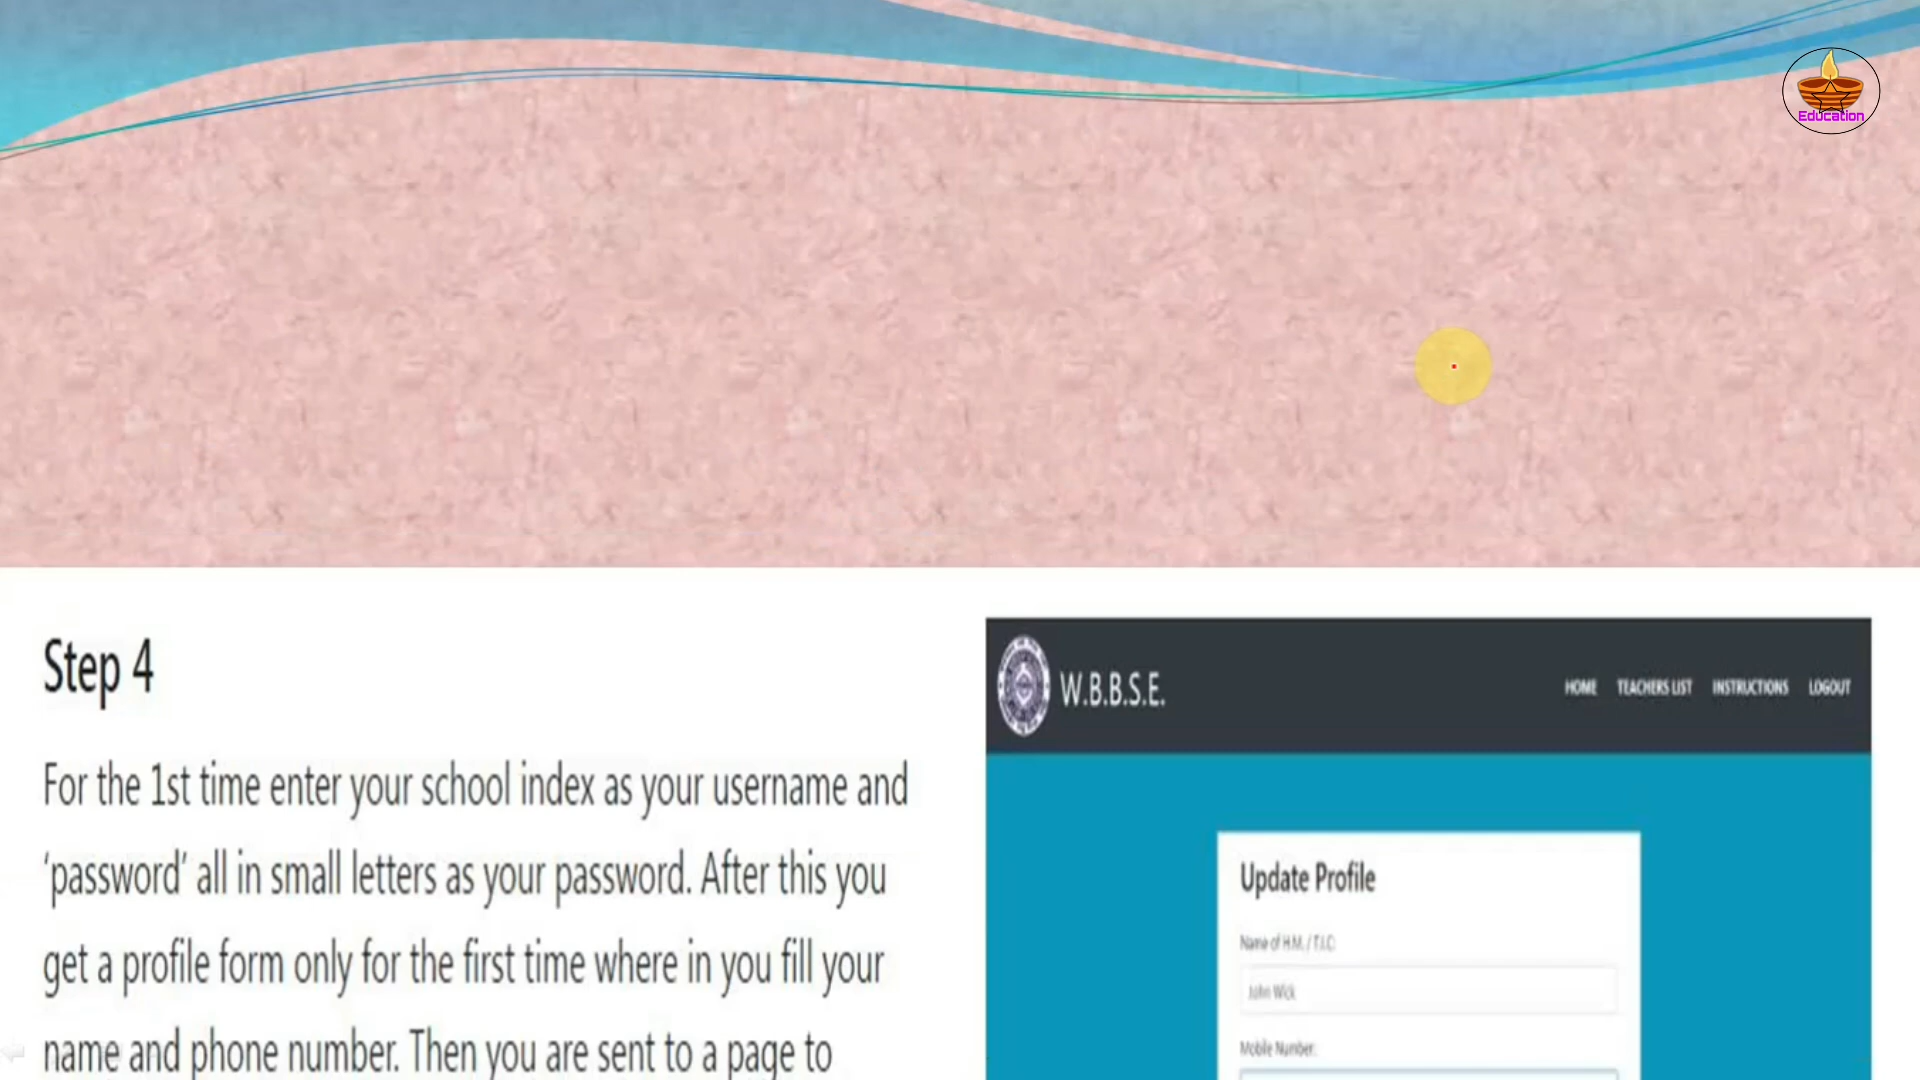 Education
Step 4
For the 1st time enter your school index as your username and
‘password’ all in small letters as your password. After this you
get a profile form only for the first time where in you fill your
name and phone number. Then you are sent to a page to
W.B.B.S.E.
HOME TEACHERS LIST INSTRUCTIONS LOGOUT
Update Profile
Name of H.M. / T.I.C:
John Wick
Mobile Number: